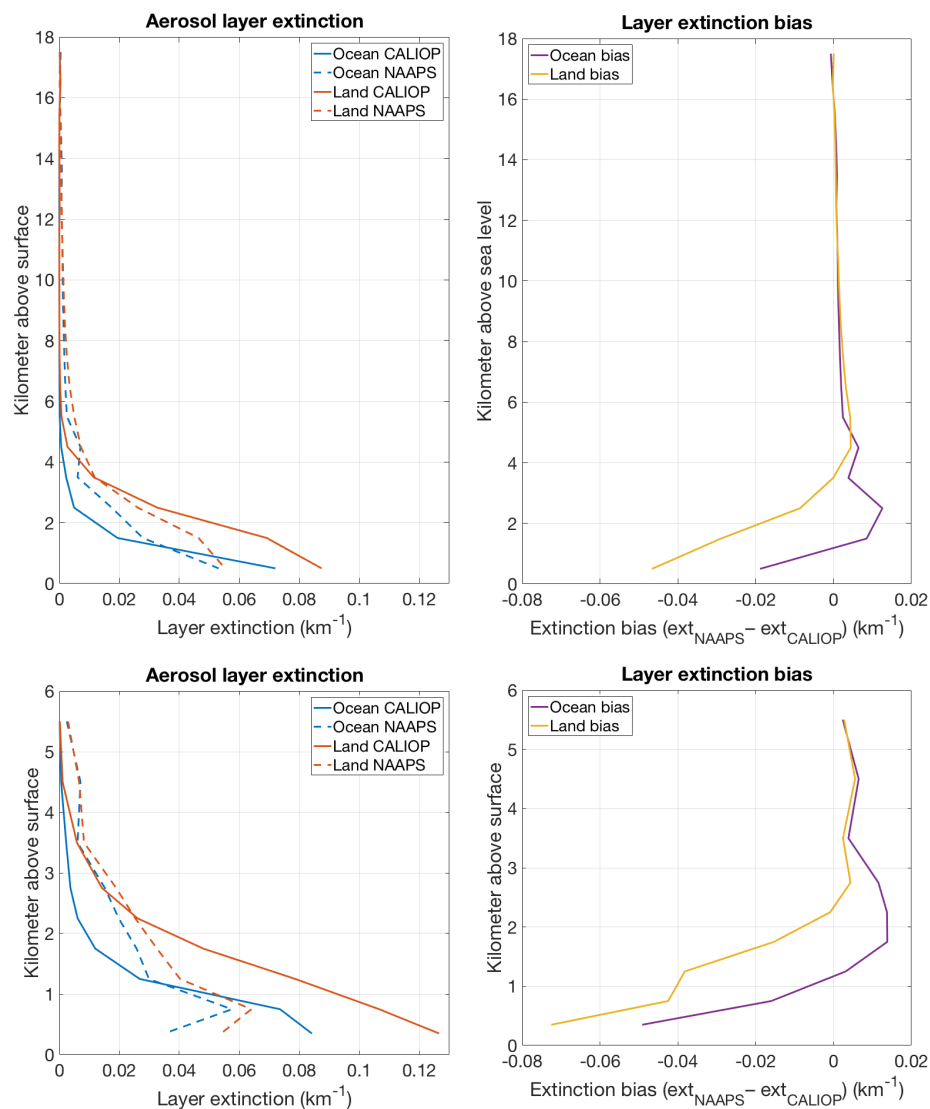 Aerosol layer extinction
18
16
14
12
10
8
6
4
2
0
Kilometer above surface
Ocean CALIOP
Ocean NAAPS
Land CALIOP
Land NAAPS
0 0.02 0.04 0.06 0.08 0.1 0.12
Layer extinction (km-1)
Layer extinction bias
18
16
14
12
10
8
6
4
2
0
Kilometer above sea level
Ocean bias
Land bias
-0.08 -0.06 -0.04 -0.02 0 0.02
Extinction bias (extNAAPS– extCALIOP) (km-1)
Aerosol layer extinction
6
5
4
3
2
1
0
Kilometer above surface
Ocean CALIOP
Ocean NAAPS
Land CALIOP
Land NAAPS
0 0.02 0.04 0.06 0.08 0.1 0.12
Layer extinction (km-1)
Layer extinction bias
6
5
4
3
2
1
0
Kilometer above surface
Ocean bias
Land bias
-0.08 -0.06 -0.04 -0.02 0 0.02
Extinction bias (extNAAPS– extCALIOP) (km-1)